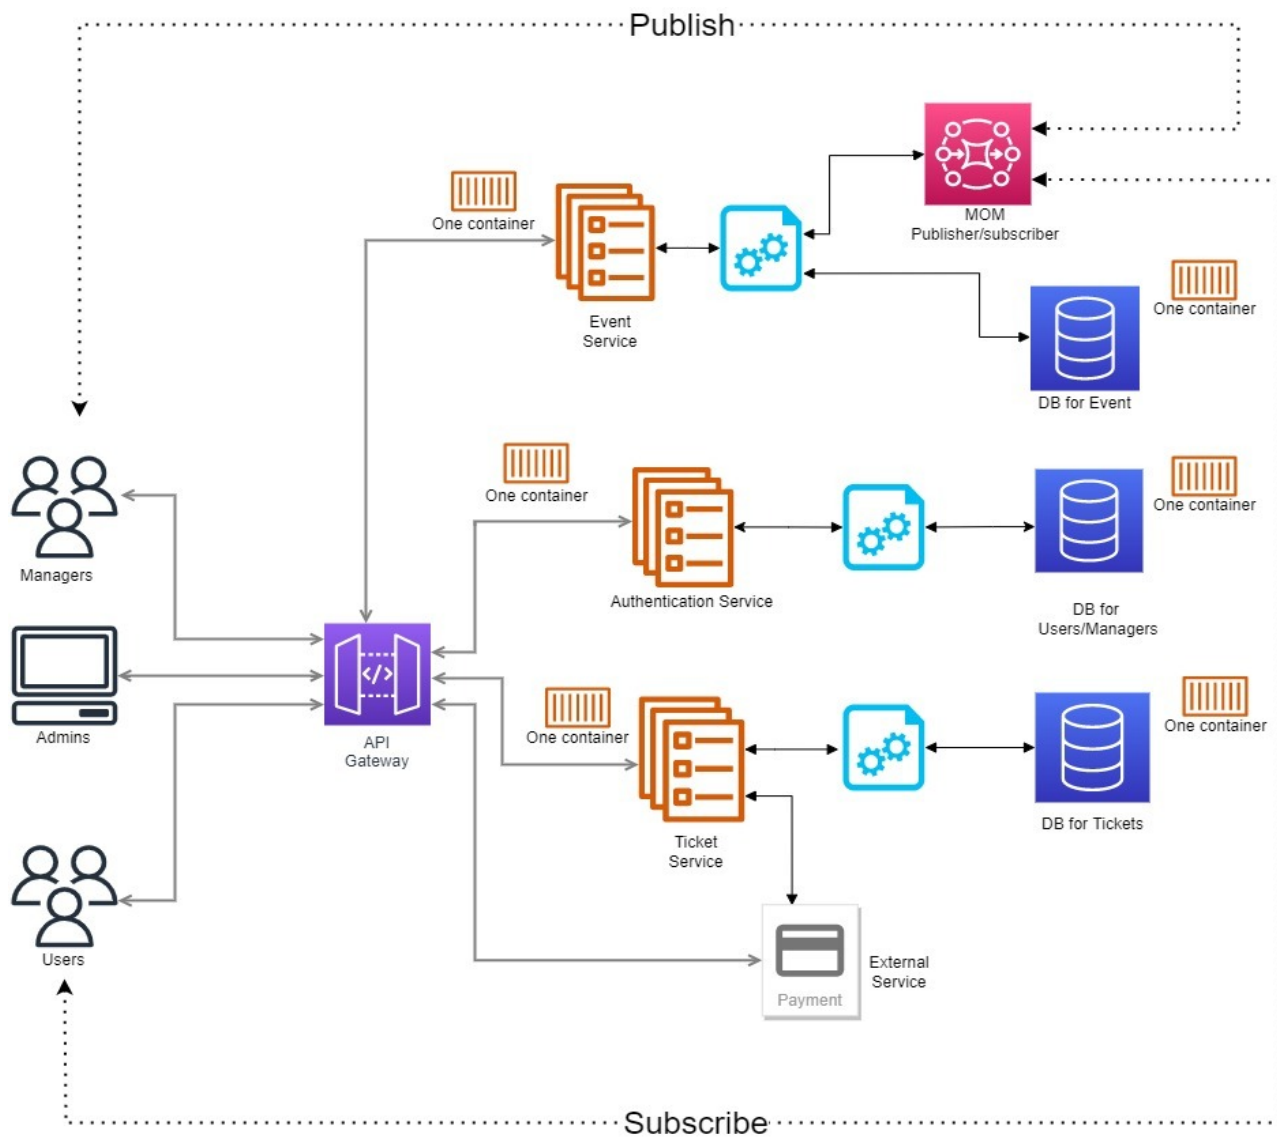 Publish
One container
MOM
Publisher/subscriber
One container
Event
Service
DB for Event
One container
One container
Managers
Authentication Service
DB for
Users/Managers
</>
One container
One container
Admins
API
Gateway
DB for Tickets
Ticket
Service
Users
External
Service
Payment
Subscribe